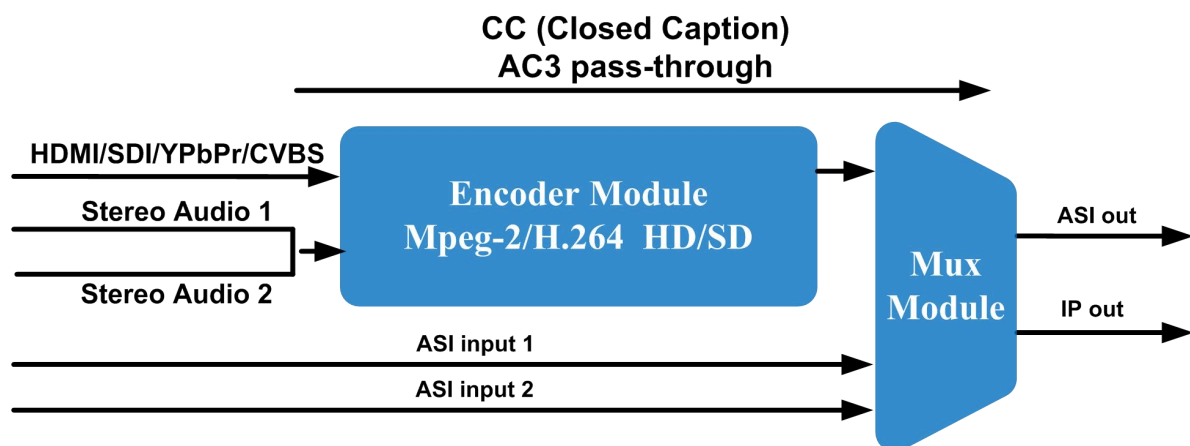 CC (Closed Caption)
AC3 pass-through
HDMI/SDI/YPbPr/CVBS
Stereo Audio 1
Stereo Audio 2
Encoder Module
Mpeg-2/H.264 HD/SD
Mux
Module
ASI out
IP out
ASI input 1
ASI input 2